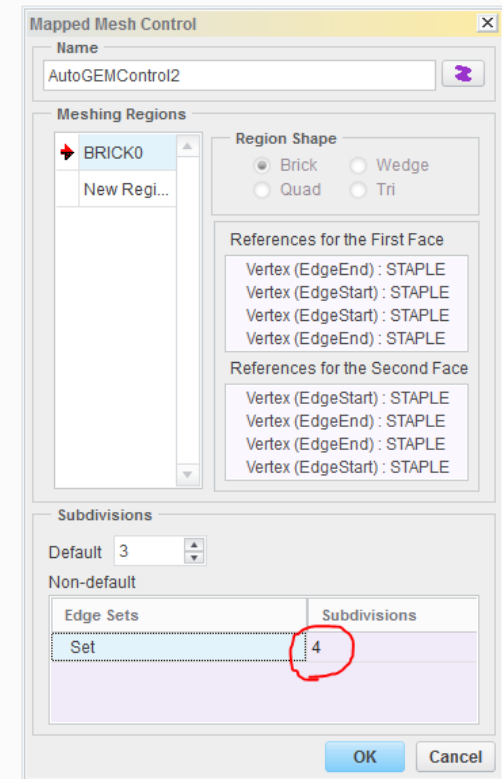 Mapped Mesh Control
Name
AutoGEMControl2
Meshing Regions
BRICK0
New Regi...
Region Shape
Brick Wedge
Quad Tri
References for the First Face
Vertex (EdgeEnd) : STAPLE
Vertex (EdgeStart) : STAPLE
Vertex (EdgeStart) : STAPLE
Vertex (EdgeEnd) : STAPLE
References for the Second Face
Vertex (EdgeStart) : STAPLE
Vertex (EdgeEnd) : STAPLE
Vertex (EdgeEnd) : STAPLE
Vertex (EdgeStart) : STAPLE
Subdivisions
Default 3
Non-default
Edge Sets Subdivisions
Set 4
OK Cancel